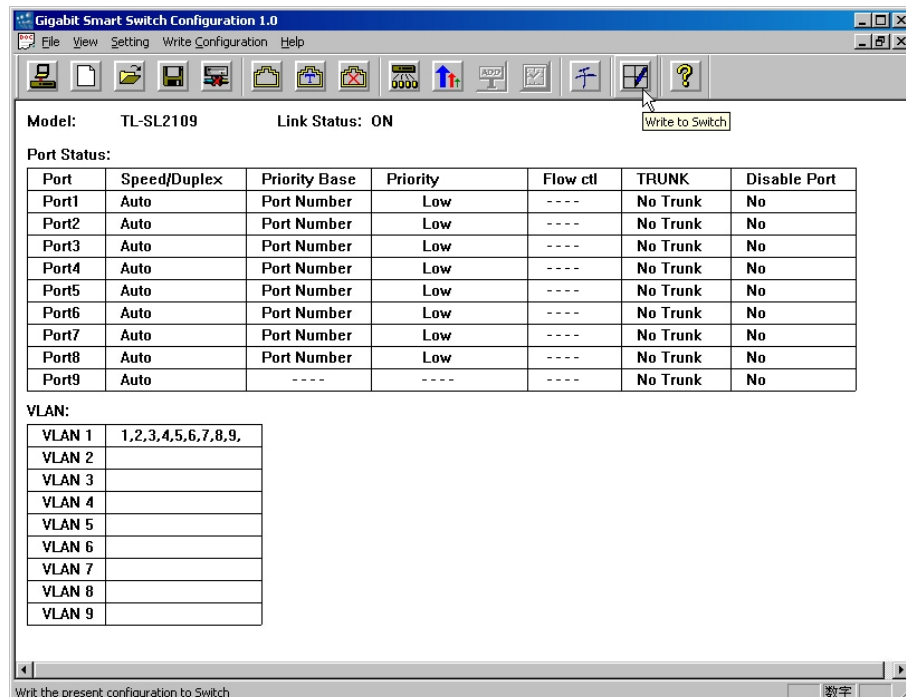 Gigabit Smart Switch Configuration 1.0
File View Setting Write Configuration Help
ADD
Write to Switch
Model: TL-SL2109 Link Status: ON
Port Status:
Port Speed/Duplex Priority Base Priority Flow ctl TRUNK Disable Port
Port1 Auto Port Number Low ---- No Trunk No
Port2 Auto Port Number Low ---- No Trunk No
Port3 Auto Port Number Low ---- No Trunk No
Port4 Auto Port Number Low ---- No Trunk No
Port5 Auto Port Number Low ---- No Trunk No
Port6 Auto Port Number Low ---- No Trunk No
Port7 Auto Port Number Low ---- No Trunk No
Port8 Auto Port Number Low ---- No Trunk No
Port9 Auto ---- ---- ---- No Trunk No
VLAN:
VLAN 1 1,2,3,4,5,6,7,8,9,
VLAN 2
VLAN 3
VLAN 4
VLAN 5
VLAN 6
VLAN 7
VLAN 8
VLAN 9
Writ the present configuration to Switch 数字